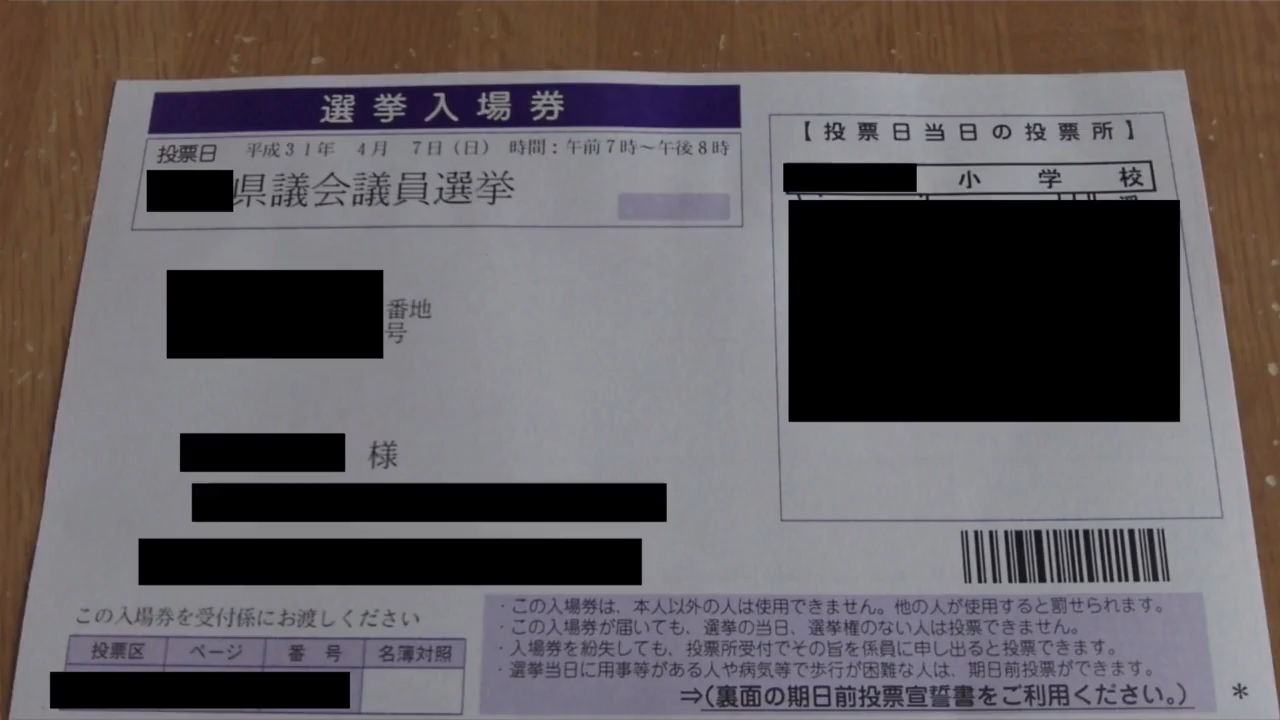 選挙入場券
投票日 平成31年 4月 7日（日） 時間：午前7時～午後8時
県議会議員選挙
番地
号
様
【投票日当日の投票所】
小学校
この入場券を受付係にお渡しください
投票区 ページ 番号 名簿対照
・この入場券は、本人以外の人は使用できません。他の人が使用すると罰せられます。
・この入場券が届いても、選挙の当日、選挙権のない人は投票できません。
・入場券を紛失しても、投票所受付でその旨を係員に申し出ると投票できます。
・選挙当日に用事等がある人や病気等で歩行が困難な人は、期日前投票ができます。
⇒（裏面の期日前投票宣誓書をご利用ください。）
*